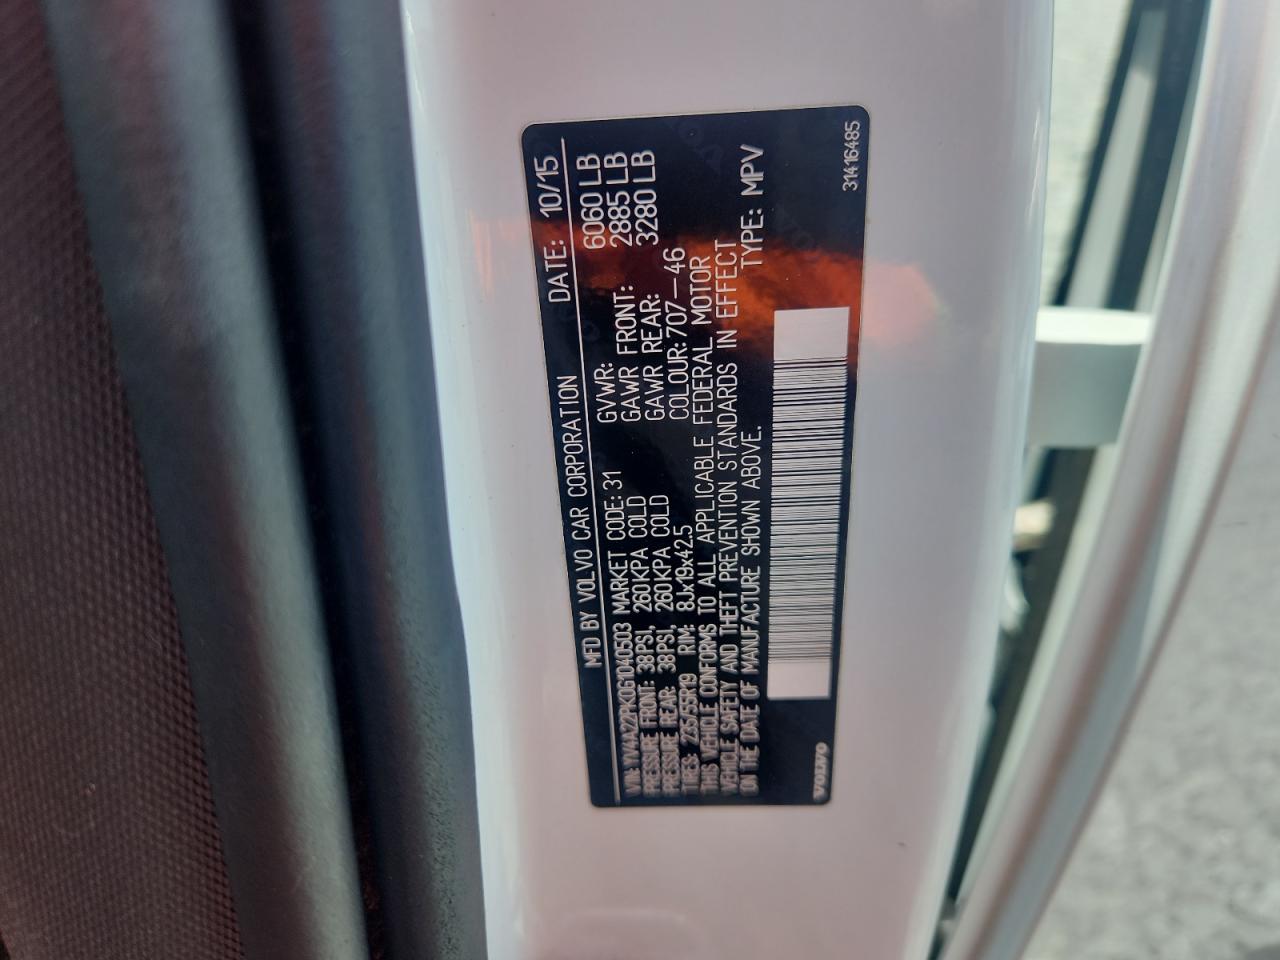 MFD BY VOLVO CAR CORPORATION DATE: 10/15
VIN: YV4A22PK0G1040503 MARKET CODE: 31 GVWR: 6060 LB
PRESSURE FRONT: 38PSI, 260KPA COLD GAWR FRONT: 2885 LB
PRESSURE REAR: 38PSI, 260KPA COLD GAWR REAR: 3280 LB
TIRES: 235/55R19 RIM: 8Jx19x42.5 COLOUR: 707-46
THIS VEHICLE CONFORMS TO ALL APPLICABLE FEDERAL MOTOR
VEHICLE SAFETY AND THEFT PREVENTION STANDARDS IN EFFECT
ON THE DATE OF MANUFACTURE SHOWN ABOVE. TYPE: MPV
VOLVO 31416485